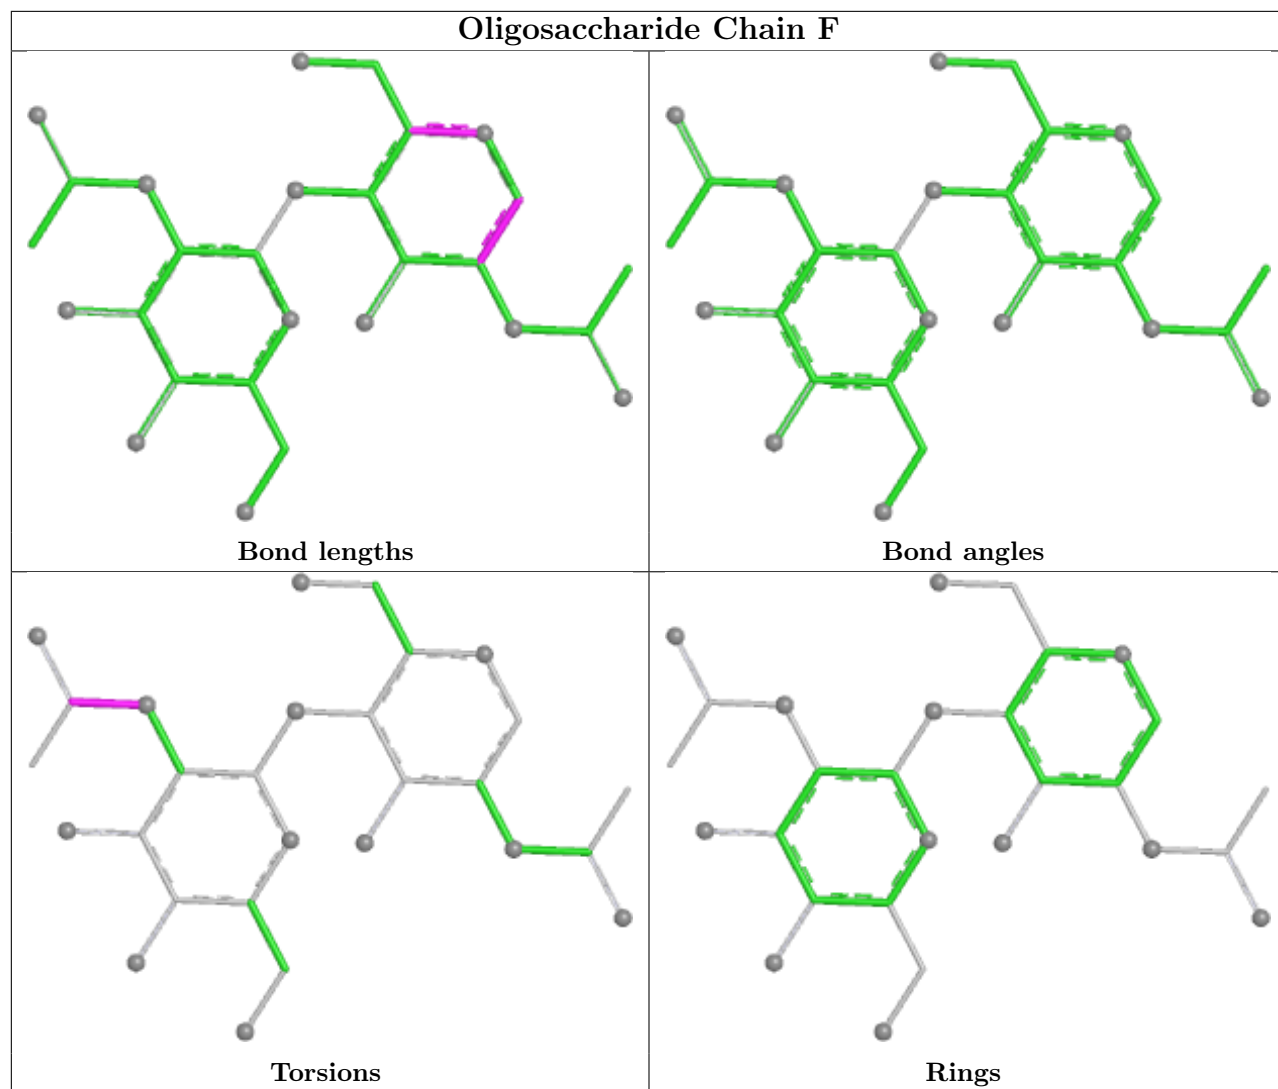 Oligosaccharide Chain F
Bond lengths
Bond angles
Torsions
Rings